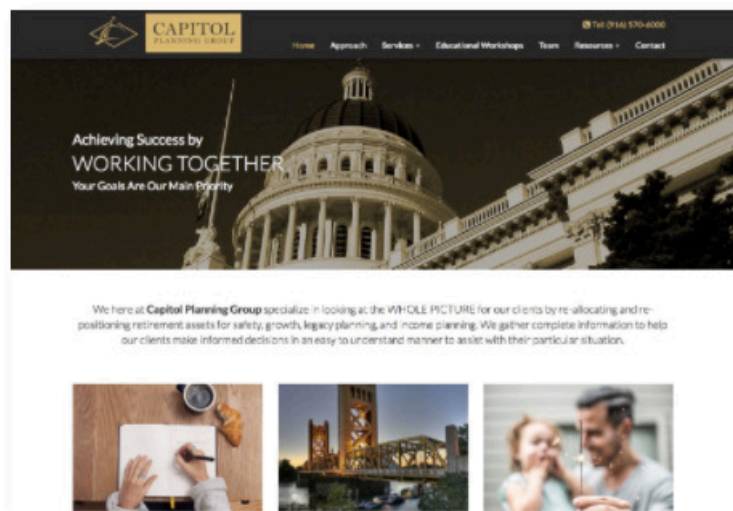 CAPITOL
PLANNING GROUP
Tel: (916) 570-6000
Home Approach Services Educational Workshops Team Resources Contact
Achieving Success by
WORKING TOGETHER
Your Goals Are Our Main Priority
We here at Capitol Planning Group specialize in looking at the WHOLE PICTURE for our clients by re-allocating and re-
positioning retirement assets for safety, growth, legacy planning, and income planning. We gather complete information to help
our clients make informed decisions in an easy to understand manner to assist with their particular situation.